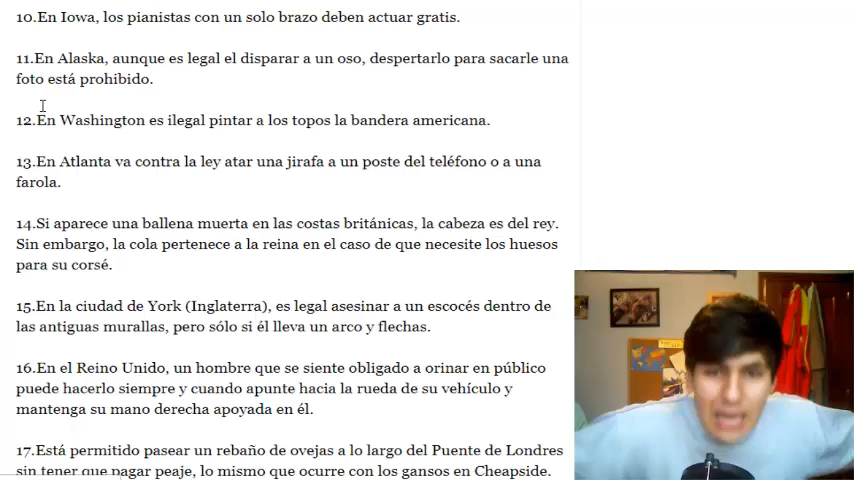 10.En Iowa, los pianistas con un solo brazo deben actuar gratis.
11.En Alaska, aunque es legal el disparar a un oso, despertarlo para sacarle una
foto está prohibido.
12.En Washington es ilegal pintar a los topos la bandera americana.
13.En Atlanta va contra la ley atar una jirafa a un poste del teléfono o a una
farola.
14.Si aparece una ballena muerta en las costas británicas, la cabeza es del rey.
Sin embargo, la cola pertenece a la reina en el caso de que necesite los huesos
para su corsé.
15.En la ciudad de York (Inglaterra), es legal asesinar a un escocés dentro de
las antiguas murallas, pero sólo si él lleva un arco y flechas.
16.En el Reino Unido, un hombre que se siente obligado a orinar en público
puede hacerlo siempre y cuando apunte hacia la rueda de su vehículo y
mantenga su mano derecha apoyada en él.
17.Está permitido pasear un rebaño de ovejas a lo largo del Puente de Londres
sin tener que pagar peaje, lo mismo que ocurre con los gansos en Cheapside.